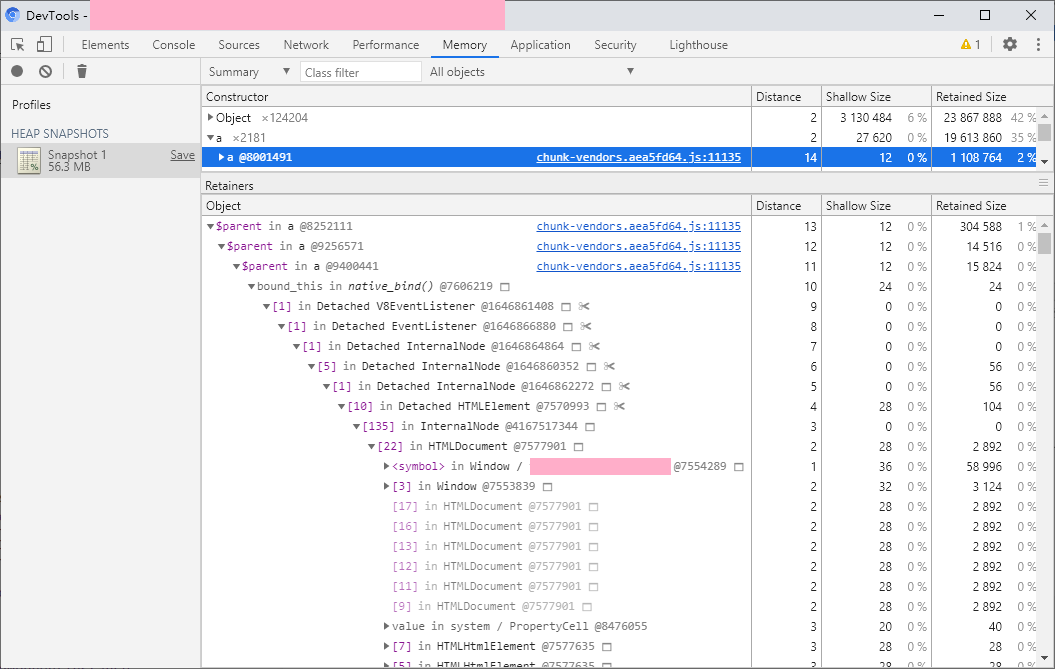 DevTools -
Elements Console Sources Network Performance Memory Application Security Lighthouse 1
Summary Class filter All objects
Profiles
HEAP SNAPSHOTS
Snapshot 1 Save
56.3 MB
Constructor Distance Shallow Size Retained Size
Object ×124204 2 3 130 484 6 % 23 867 888 42 %
a ×2181 2 27 620 0 % 19 613 860 35 %
a @8001491 chunk-vendors.aea5fd64.js:11135 14 12 0 % 1 108 764 2 %
Retainers
Object Distance Shallow Size Retained Size
$parent in a @8252111 chunk-vendors.aea5fd64.js:11135 13 12 0 % 304 588 1 %
$parent in a @9256571 chunk-vendors.aea5fd64.js:11135 12 12 0 % 14 516 0 %
$parent in a @9400441 chunk-vendors.aea5fd64.js:11135 11 12 0 % 15 824 0 %
bound_this in native_bind() @7606219 10 24 0 % 24 0 %
[1] in Detached V8EventListener @1646861408 9 0 0 % 0 0 %
[1] in Detached EventListener @1646866880 8 0 0 % 0 0 %
[1] in Detached InternalNode @1646864864 7 0 0 % 0 0 %
[5] in Detached InternalNode @1646860352 6 0 0 % 56 0 %
[1] in Detached InternalNode @1646862272 5 0 0 % 56 0 %
[10] in Detached HTMLElement @7570993 4 28 0 % 104 0 %
[135] in InternalNode @4167517344 3 0 0 % 0 0 %
[22] in HTMLDocument @7577901 2 28 0 % 2 892 0 %
<symbol> in Window / @7554289 1 36 0 % 58 996 0 %
[3] in Window @7553839 2 32 0 % 3 124 0 %
[17] in HTMLDocument @7577901 2 28 0 % 2 892 0 %
[16] in HTMLDocument @7577901 2 28 0 % 2 892 0 %
[13] in HTMLDocument @7577901 2 28 0 % 2 892 0 %
[12] in HTMLDocument @7577901 2 28 0 % 2 892 0 %
[11] in HTMLDocument @7577901 2 28 0 % 2 892 0 %
[9] in HTMLDocument @7577901 2 28 0 % 2 892 0 %
value in system / PropertyCell @8476055 3 20 0 % 40 0 %
[7] in HTMLHtmlElement @7577635 3 28 0 % 28 0 %
[5] in HTMLHtmlElement @7577635 3 28 0 % 28 0 %